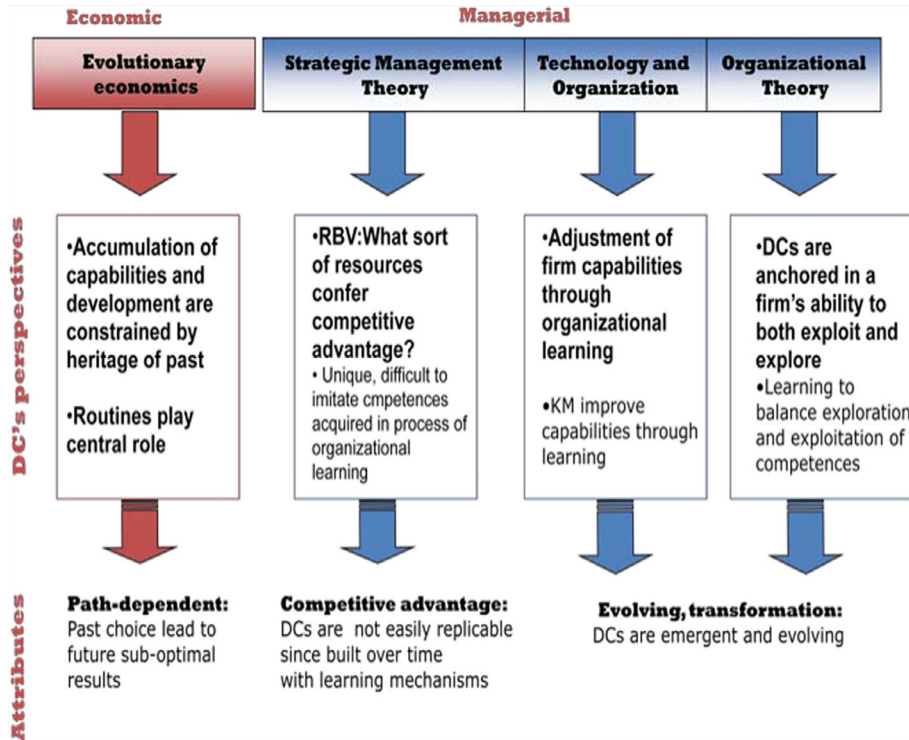 Economic
Managerial
Evolutionary
economics
Strategic Management
Theory
Technology and
Organization
Organizational
Theory
DC's perspectives
•Accumulation of
capabilities and
development are
constrained by
heritage of past
•Routines play
central role
•RBV:What sort
of resources
confer
competitive
advantage?
• Unique, difficult to
imitate cmpetences
acquired in process of
organizational
learning
•Adjustment of
firm capabilities
through
organizational
learning
•KM improve
capabilities through
learning
•DCs are
anchored in a
firm's ability to
both exploit and
explore
•Learning to
balance exploration
and exploitation of
competences
Attributes
Path-dependent:
Past choice lead to
future sub-optimal
results
Competitive advantage:
DCs are not easily replicable
since built over time
with learning mechanisms
Evolving, transformation:
DCs are emergent and evolving